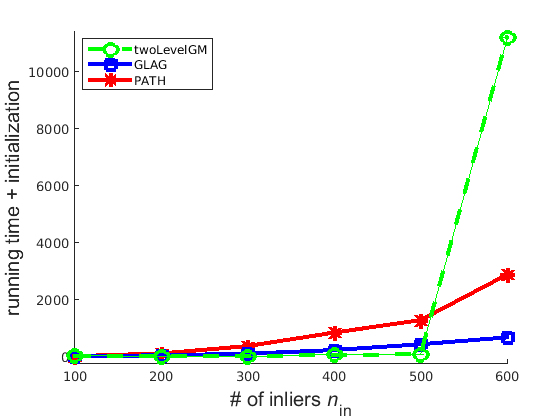 twoLevelGM
GLAG
PATH
running time + initialization
10000
8000
6000
4000
2000
0
100 200 300 400 500 600
# of inliers n_in